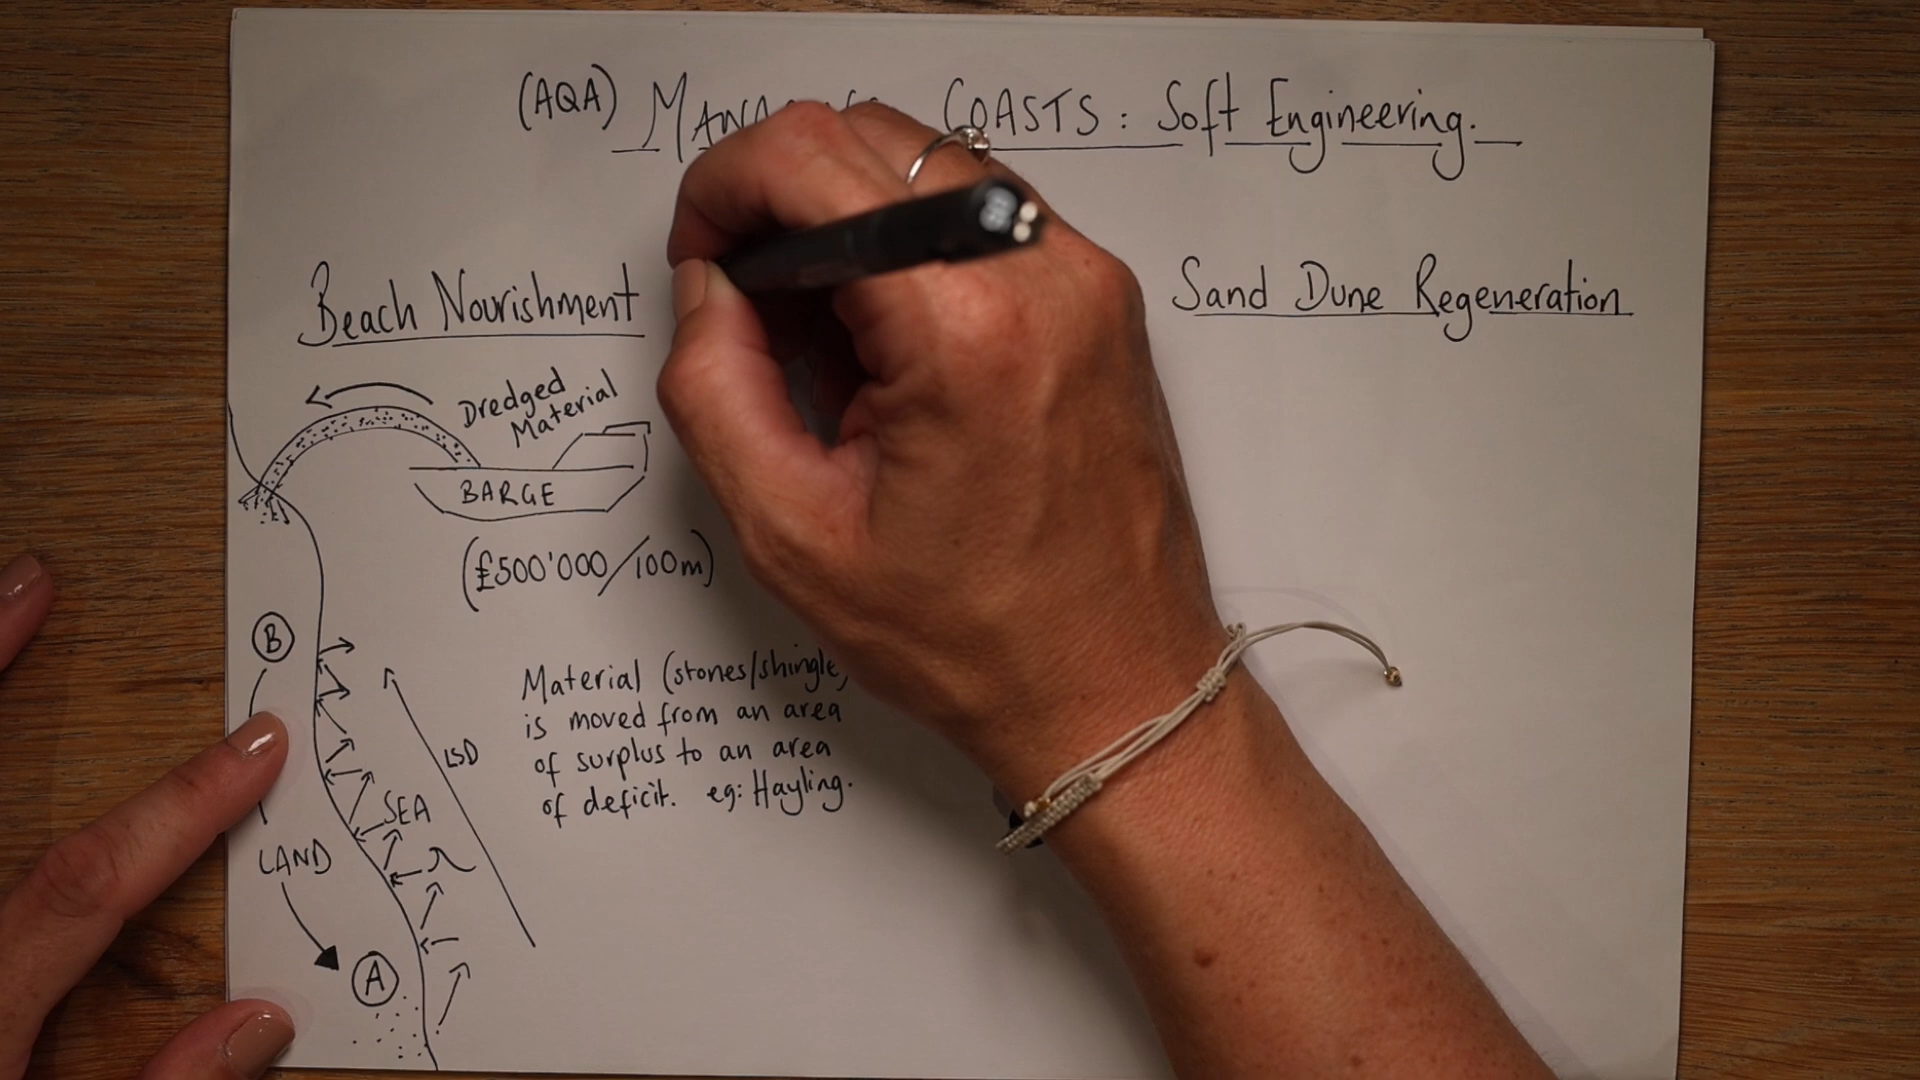 (AQA) COASTS: Soft Engineering.
Beach Nourishment
Sand Dune Regeneration
Dredged
Material
BARGE
(£500'000/100m)
B
Material (stones/shingle,
is moved from an area
of surplus to an area
of deficit. eg: Hayling.
LSD
SEA
LAND
A